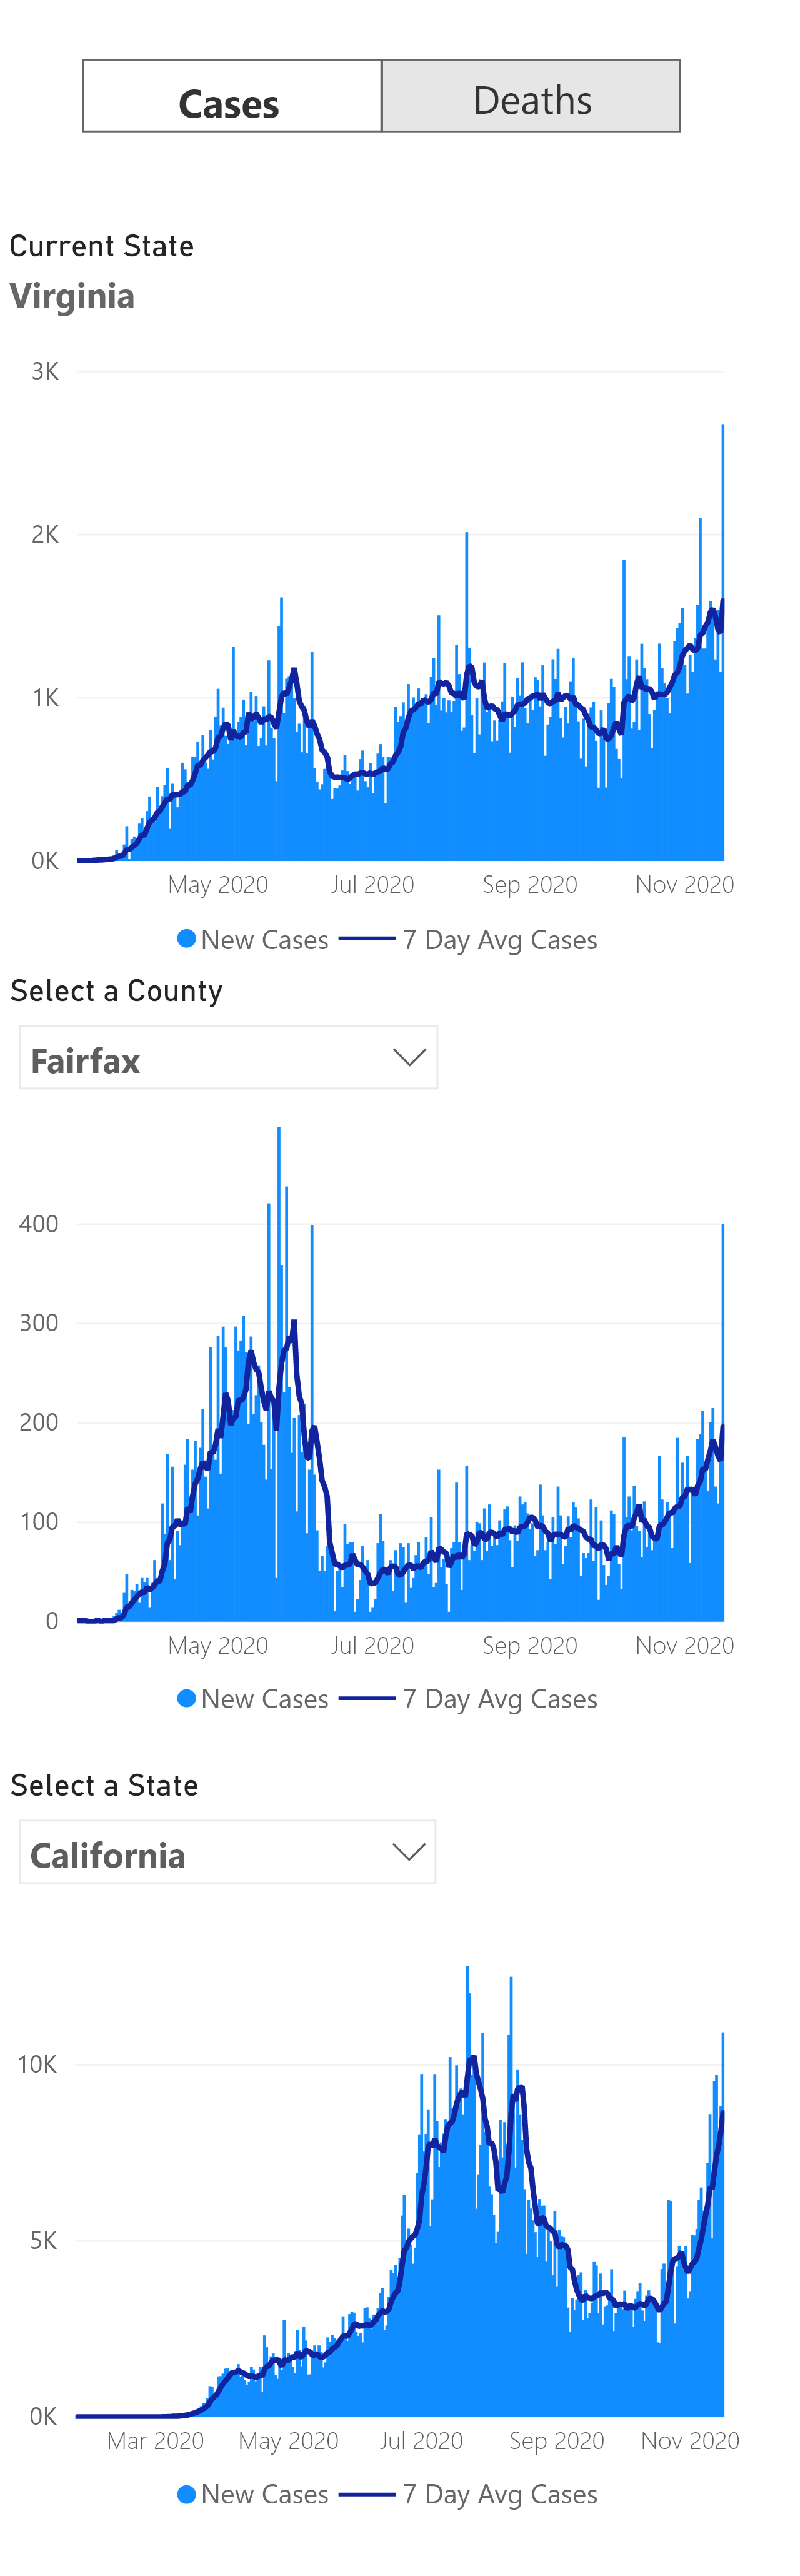 Cases Deaths
Current State
Virginia
3K
2K
1K
0K
May 2020 Jul 2020 Sep 2020 Nov 2020
New Cases 7 Day Avg Cases
Select a County
Fairfax
400
300
200
100
0
May 2020 Jul 2020 Sep 2020 Nov 2020
New Cases 7 Day Avg Cases
Select a State
California
10K
5K
0K
Mar 2020 May 2020 Jul 2020 Sep 2020 Nov 2020
New Cases 7 Day Avg Cases